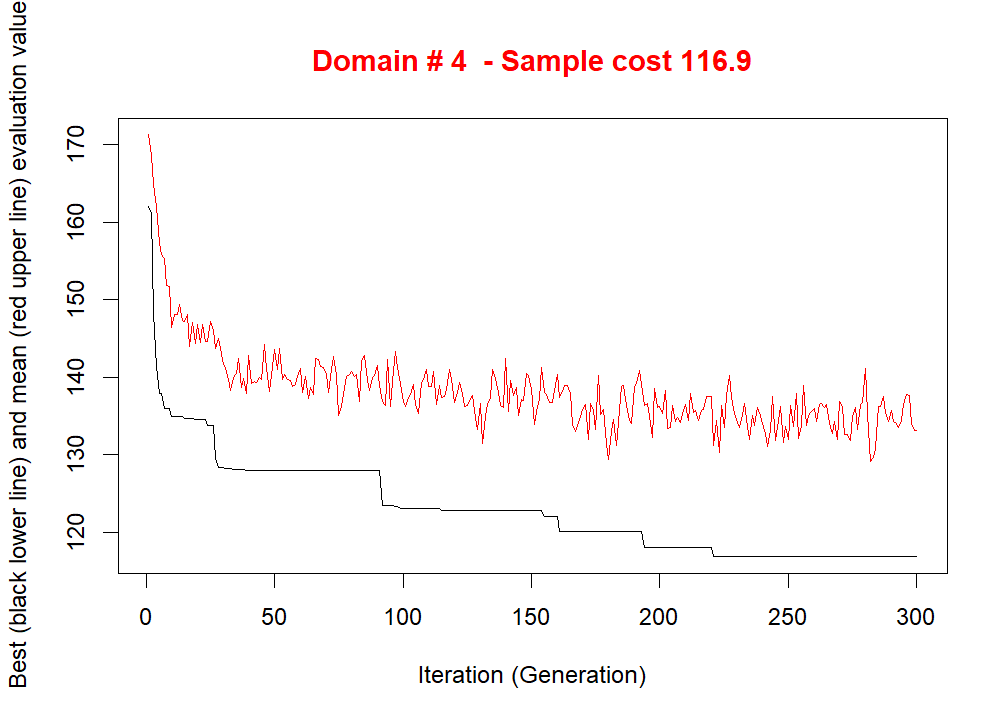 Domain # 4  - Sample cost 116.9
Best (black lower line) and mean (red upper line) evaluation value
170
160
150
140
130
120
0 50 100 150 200 250 300
Iteration (Generation)